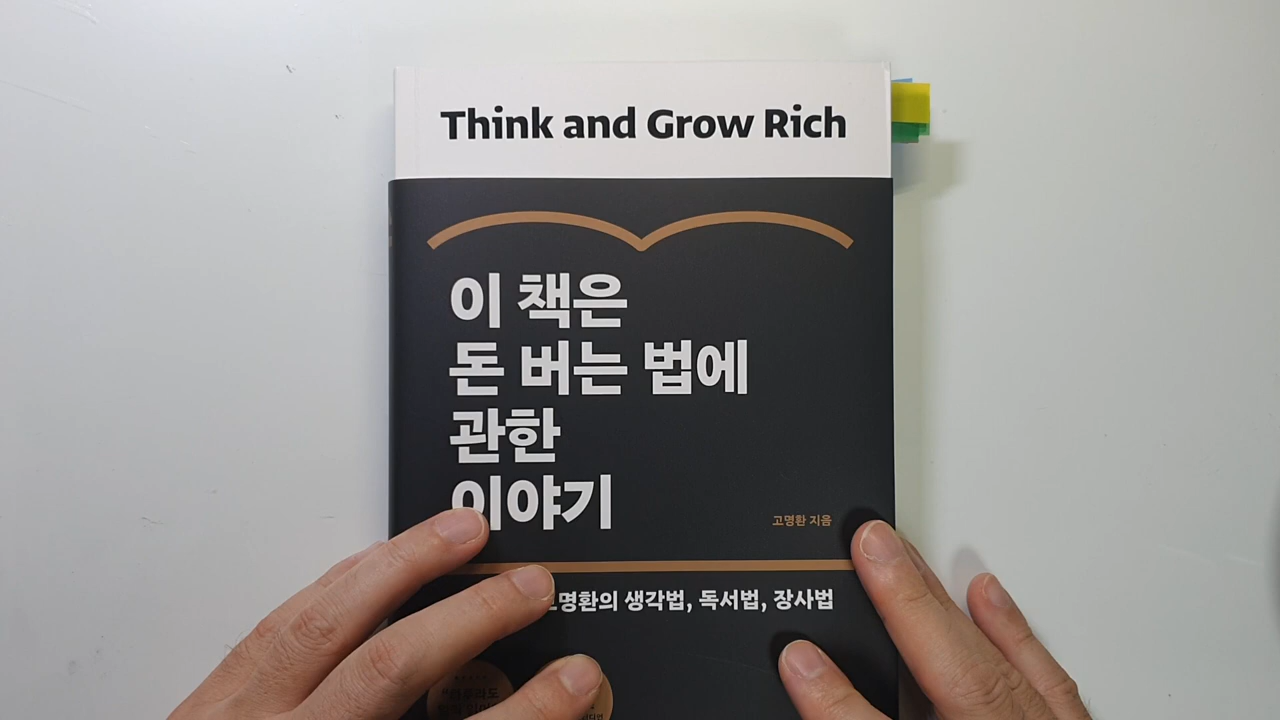 Think and Grow Rich
이 책은
돈 버는 법에
관한
이야기
고명환 지음
고명환의 생각법, 독서법, 장사법